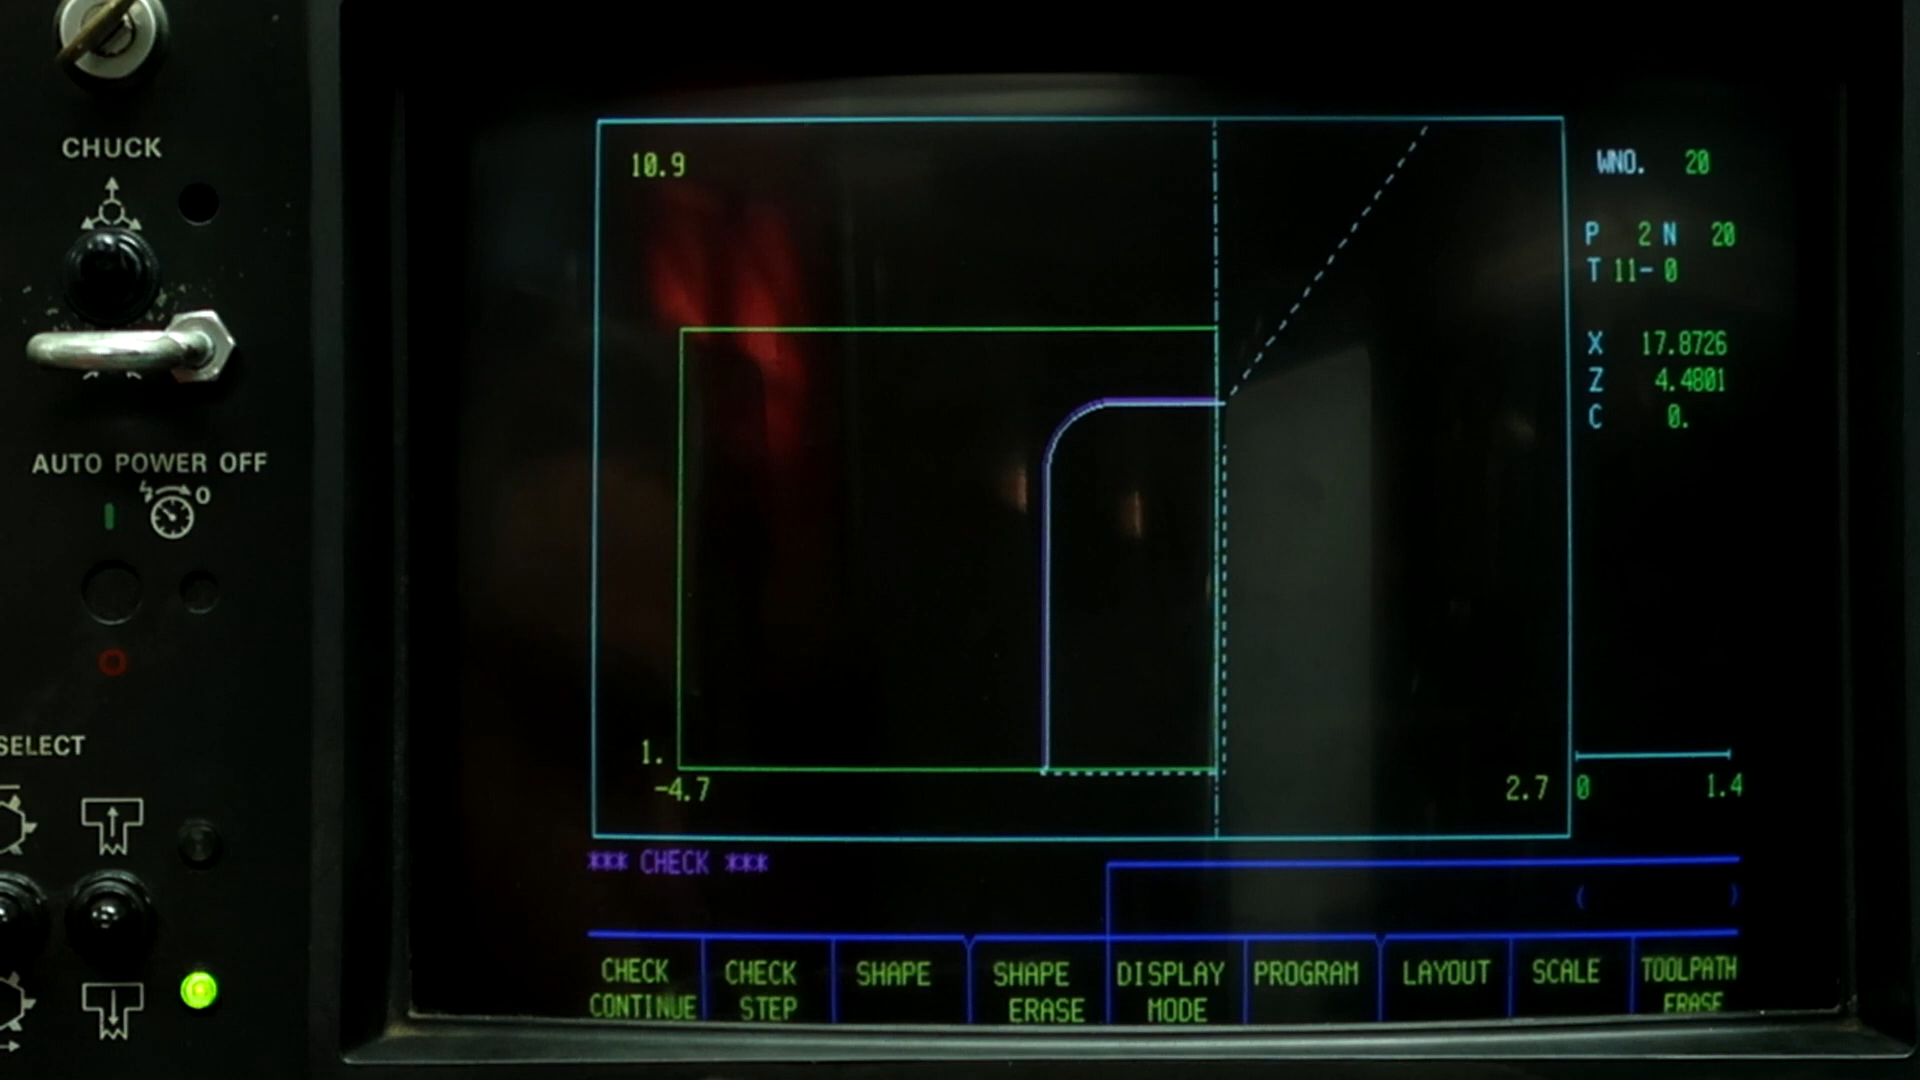 CHUCK
AUTO POWER OFF
O
SELECT
10.9
1.
-4.7
2.7
WNO. 20
P 2 N 20
T 11- 0
X 17.8726
Z 4.4801
C 0.
0 1.4
*** CHECK ***
( )
CHECK CONTINUE
CHECK STEP
SHAPE
SHAPE ERASE
DISPLAY MODE
PROGRAM
LAYOUT
SCALE
TOOLPATH ERASE